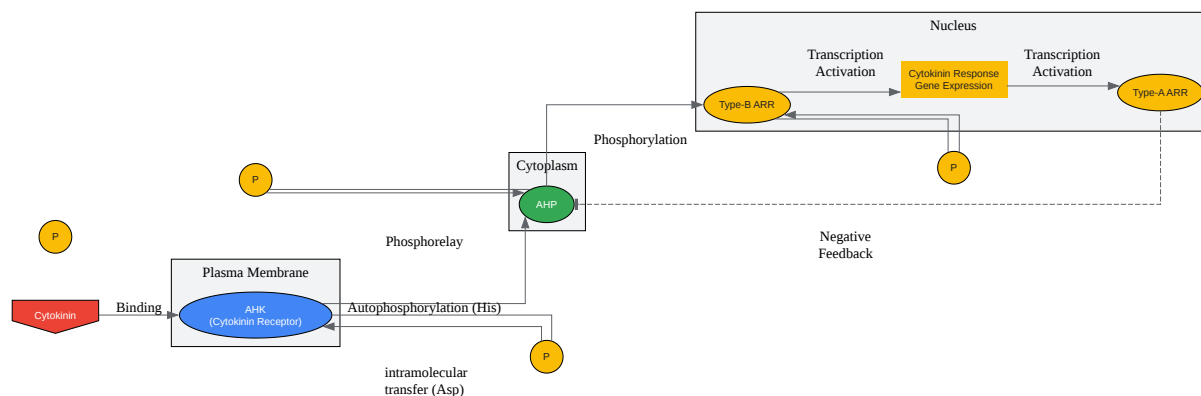 Nucleus
Transcription
Activation
Transcription
Activation
Cytokinin Response
Gene Expression
Type-B ARR
Type-A ARR
Phosphorylation
Cytoplasm
P
P
AHP
P
Phosphorelay
Negative
Feedback
Plasma Membrane
Cytokinin
Binding
AHK
(Cytokinin Receptor)
Autophosphorylation (His)
P
intramolecular
transfer (Asp)